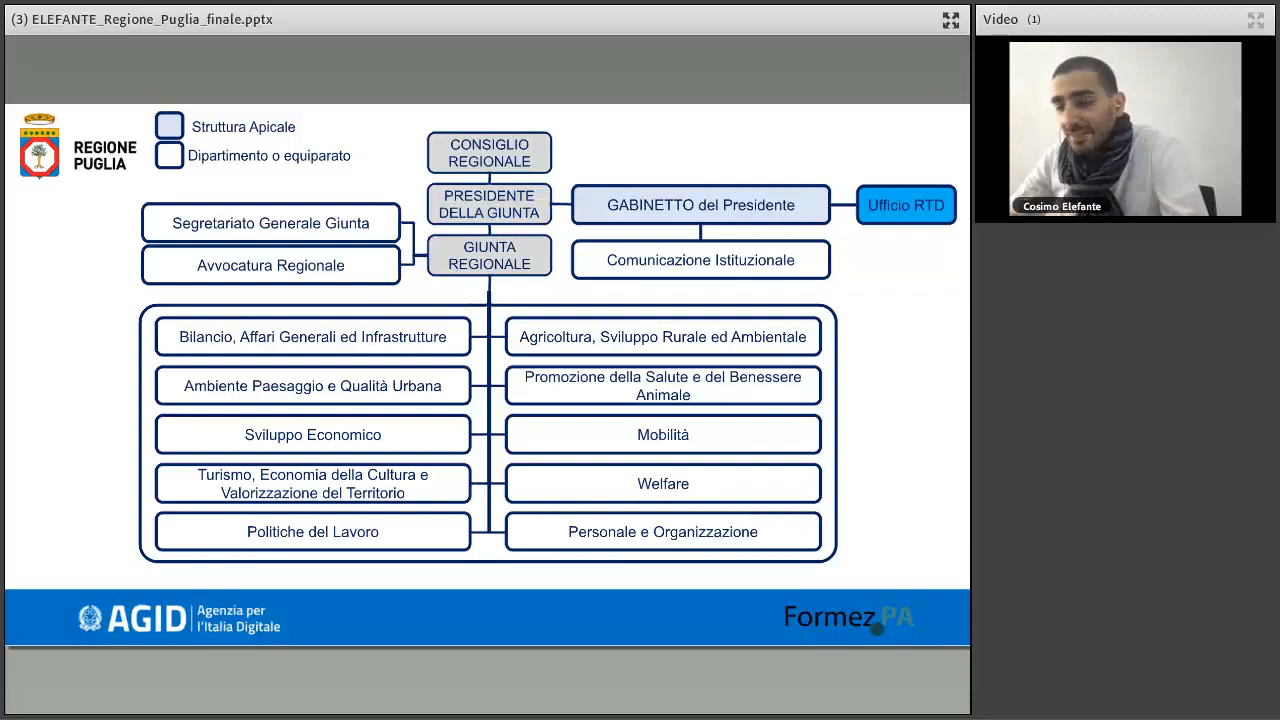 (3) ELEFANTE_Regione_Puglia_finale.pptx
Video (1)
REGIONE
PUGLIA
Struttura Apicale
Dipartimento o equiparato
CONSIGLIO
REGIONALE
PRESIDENTE
DELLA GIUNTA
GABINETTO del Presidente
Ufficio RTD
Segretariato Generale Giunta
Avvocatura Regionale
GIUNTA
REGIONALE
Comunicazione Istituzionale
Cosimo Elefante
Bilancio, Affari Generali ed Infrastrutture
Agricoltura, Sviluppo Rurale ed Ambientale
Ambiente Paesaggio e Qualità Urbana
Promozione della Salute e del Benessere
Animale
Sviluppo Economico
Mobilità
Turismo, Economia della Cultura e
Valorizzazione del Territorio
Welfare
Politiche del Lavoro
Personale e Organizzazione
AGID
Agenzia per
l'Italia Digitale
Formez PA